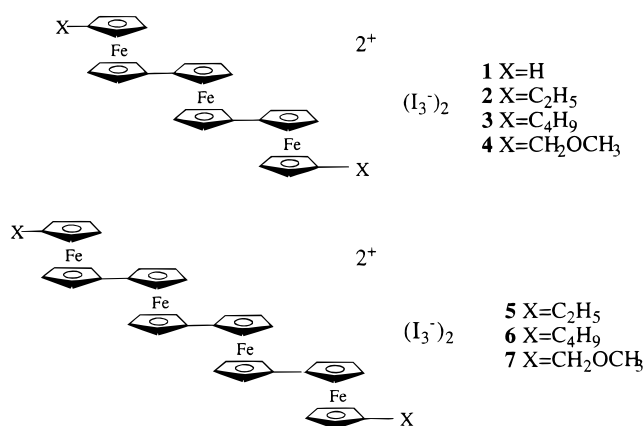 X
Fe
2+
1 X=H
Fe
(I3-)2
2 X=C2H5
3 X=C4H9
Fe
4 X=CH2OCH3
X
X
Fe
2+
Fe
5 X=C2H5
(I3-)2
6 X=C4H9
Fe
7 X=CH2OCH3
Fe
X